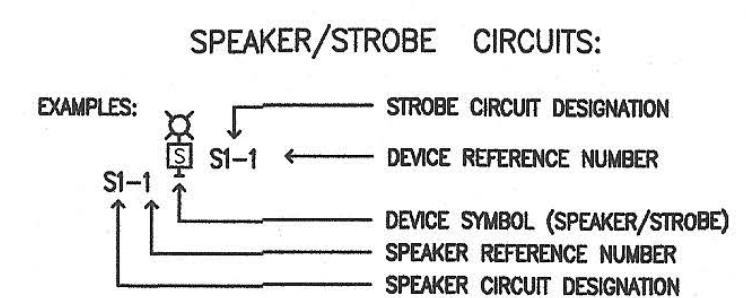 SPEAKER/STROBE CIRCUITS:
EXAMPLES:
STROBE CIRCUIT DESIGNATION
S S1-1
DEVICE REFERENCE NUMBER
S1-1
DEVICE SYMBOL (SPEAKER/STROBE)
SPEAKER REFERENCE NUMBER
SPEAKER CIRCUIT DESIGNATION